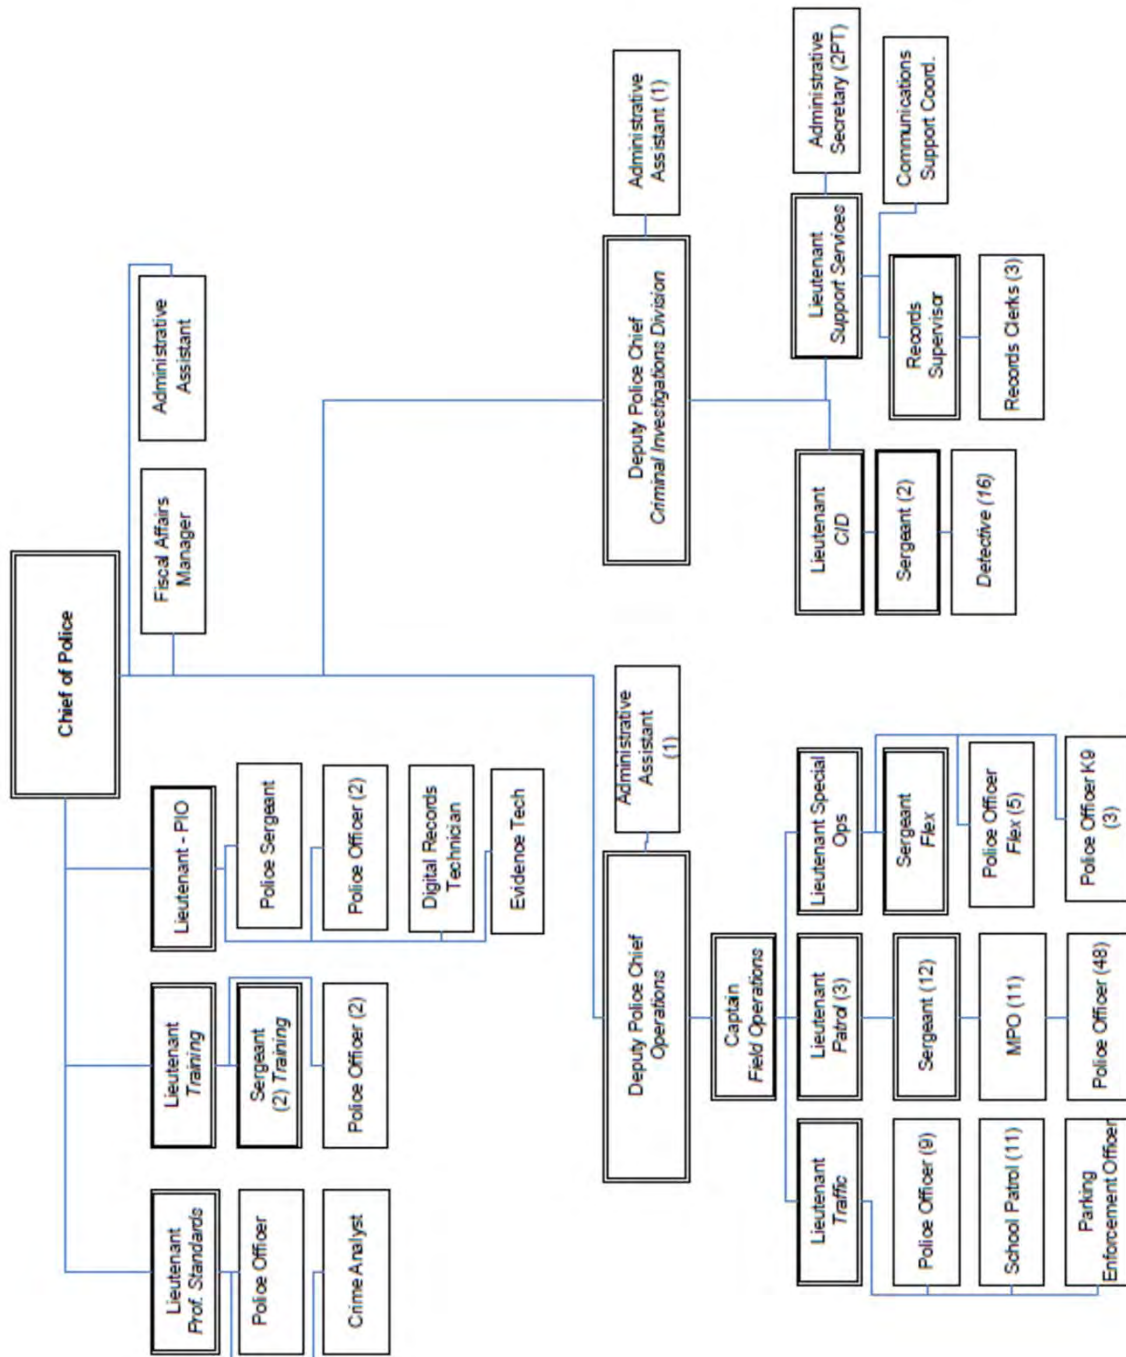 Chief of Police
Administrative
Assistant
Fiscal Affairs
Manager
Lieutenant
Prof. Standards
Police Officer
Crime Analyst
Lieutenant
Training
Sergeant
(2) Training
Police Officer (2)
Lieutenant - PIO
Police Sergeant
Police Officer (2)
Digital Records
Technician
Evidence Tech
Deputy Police Chief
Operations
Administrative
Assistant
(1)
Captain
Field Operations
Lieutenant
Traffic
Police Officer (9)
School Patrol (11)
Parking
Enforcement Officer
Lieutenant
Patrol (3)
Sergeant (12)
MPO (11)
Police Officer (48)
Lieutenant Special
Ops
Sergeant
Flex
Police Officer
Flex (5)
Police Officer K9
(3)
Deputy Police Chief
Criminal Investigations Division
Administrative
Assistant (1)
Lieutenant
CID
Sergeant (2)
Detective (16)
Lieutenant
Support Services
Administrative
Secretary (2PT)
Records
Supervisor
Records Clerks (3)
Communications
Support Coord.